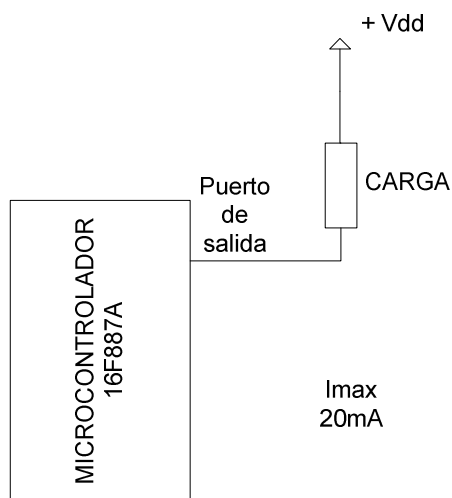 + Vdd
CARGA
Puerto
de
salida
MICROCONTROLADOR
16F887A
Imax
20mA